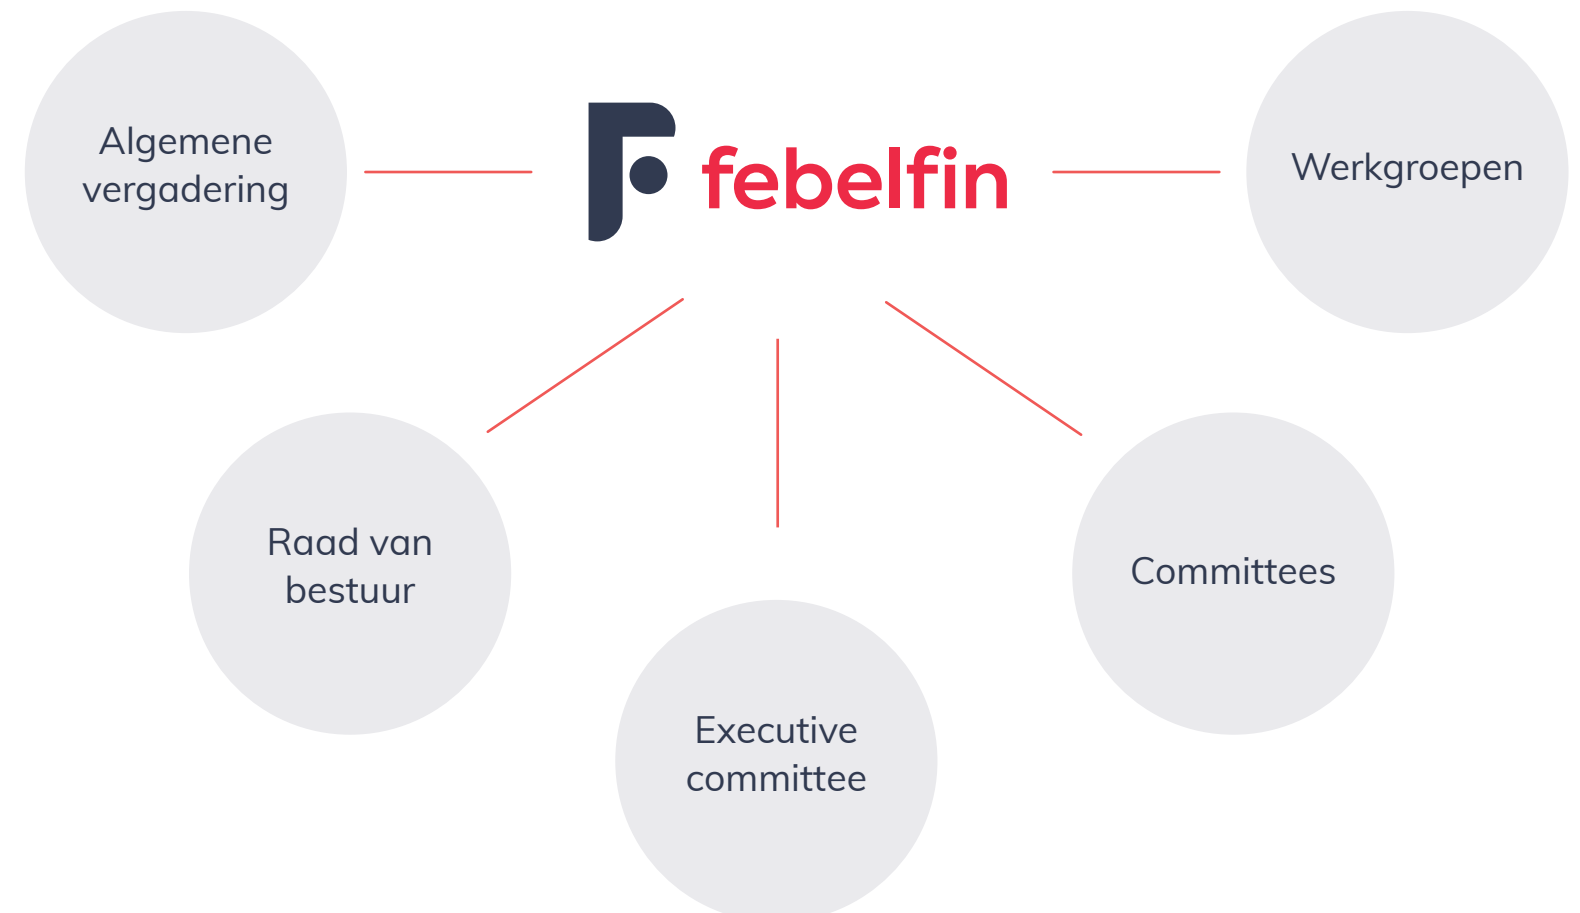 Algemene
vergadering
febelfin
Werkgroepen
Raad van
bestuur
Executive
committee
Committees